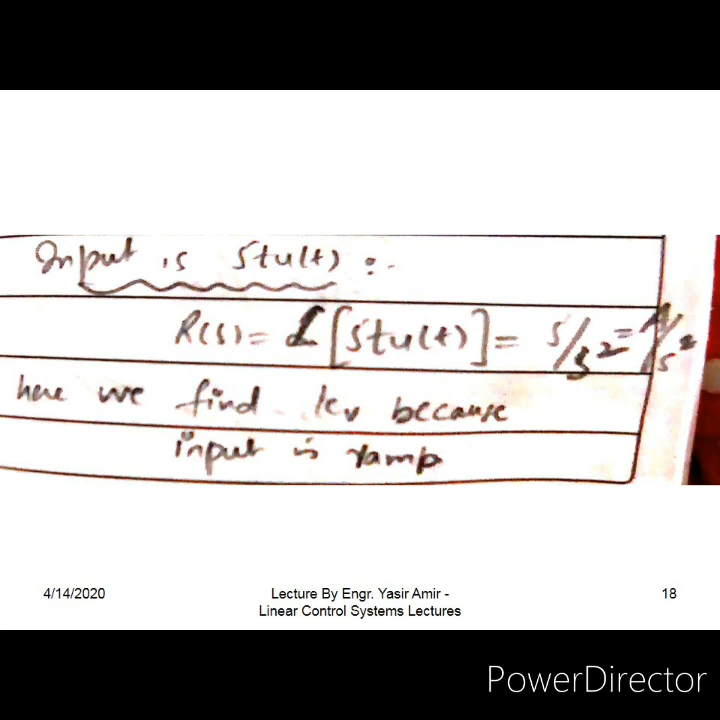 Input is 5tu(t) :-
R(s) = ℒ[5tu(t)] = 5/s² = A/s²
here we find kv because
input is ramp
4/14/2020
Lecture By Engr. Yasir Amir -
Linear Control Systems Lectures
18
PowerDirector